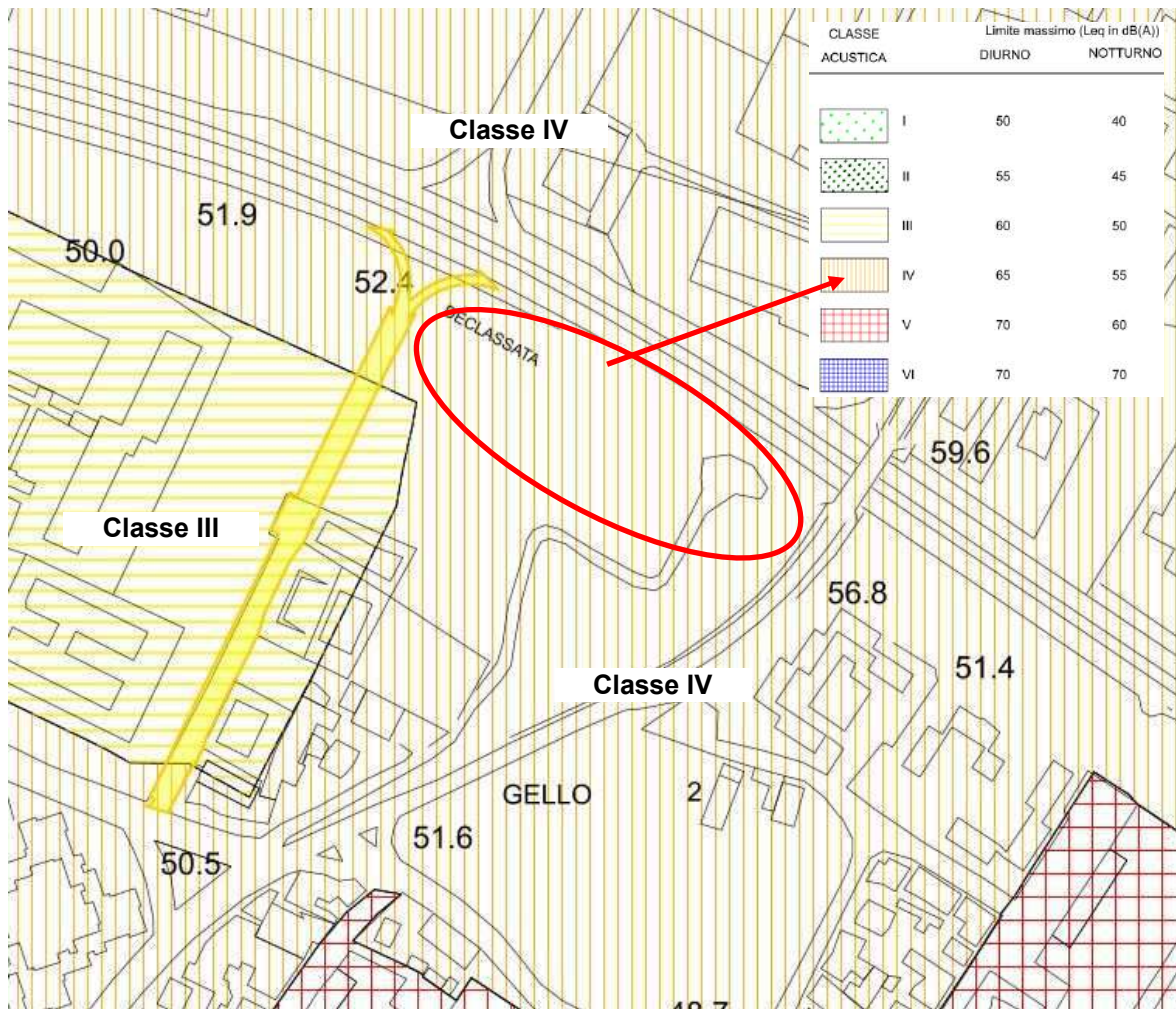 CLASSE Limite massimo (Leq in dB(A))
ACUSTICA DIURNO NOTTURNO
I 50 40
II 55 45
III 60 50
IV 65 55
V 70 60
VI 70 70
Classe IV
51.9
50.0
52.4
DECLASSATA
59.6
Classe III
56.8
51.4
Classe IV
GELLO 2
51.6
50.5
48.7